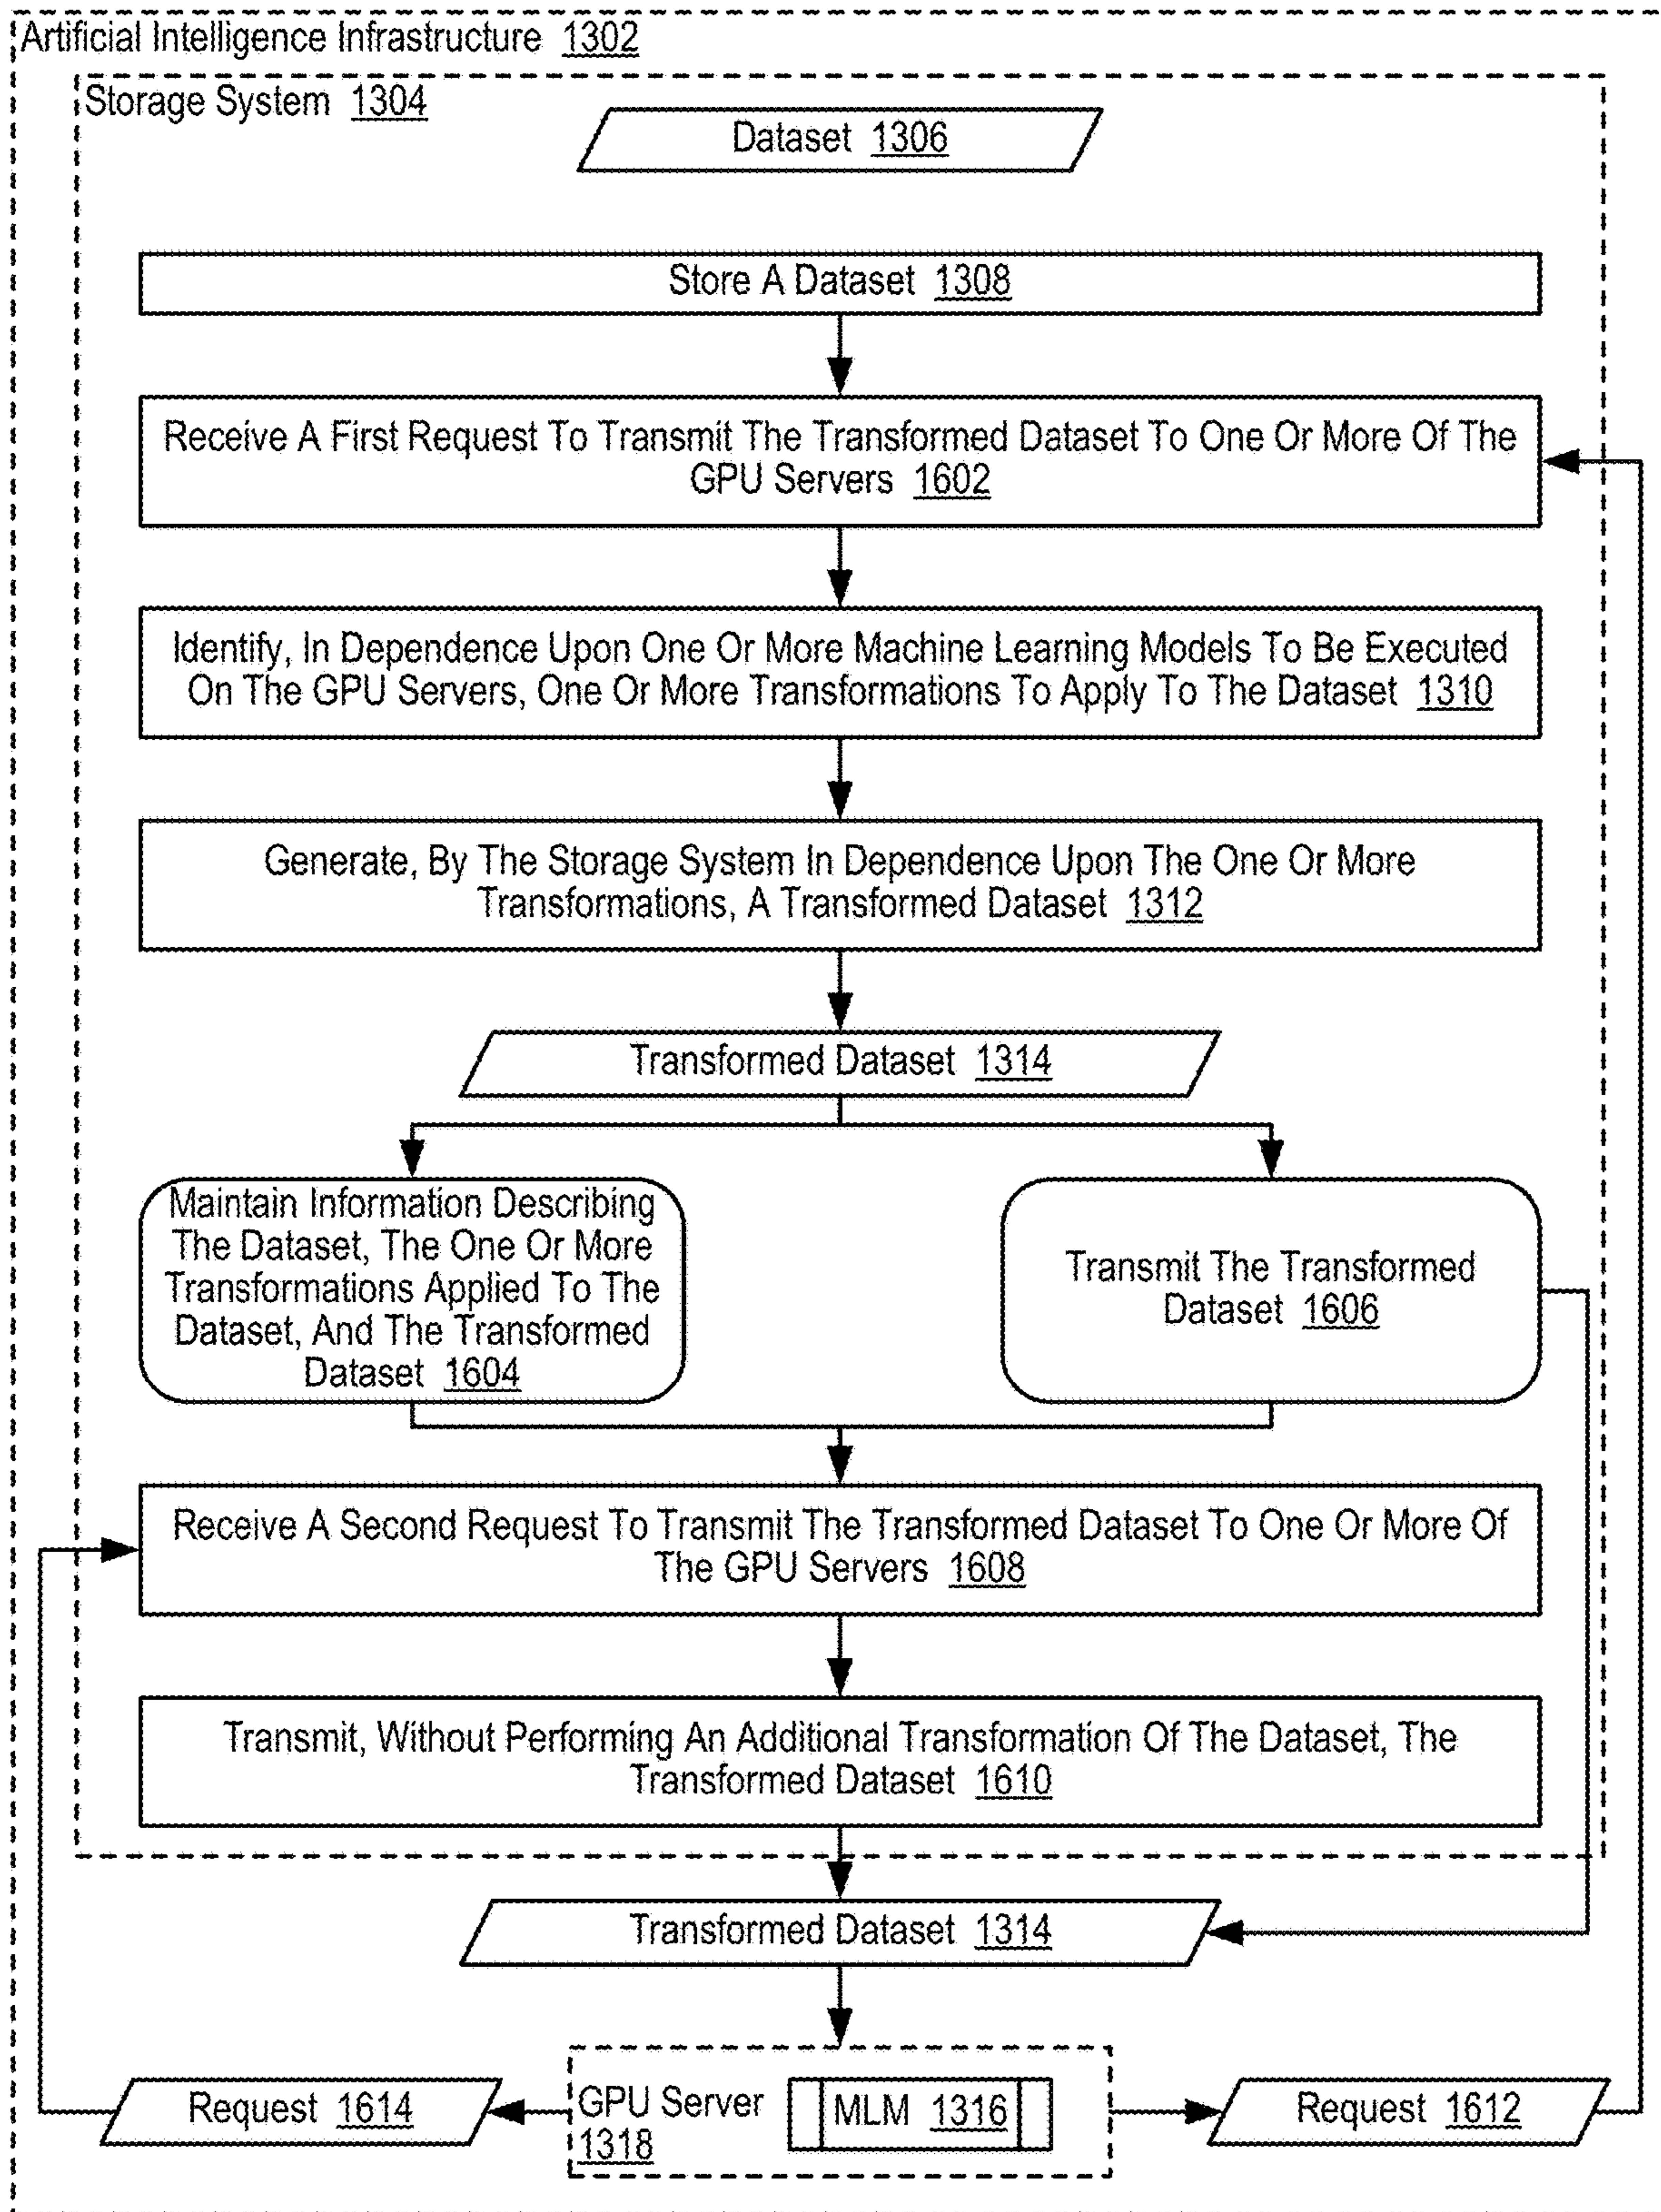 Artificial Intelligence Infrastructure 1302
Storage System 1304
Dataset 1306
Store A Dataset 1308
Receive A First Request To Transmit The Transformed Dataset To One Or More Of The
GPU Servers 1602
Identify, In Dependence Upon One Or More Machine Learning Models To Be Executed
On The GPU Servers, One Or More Transformations To Apply To The Dataset 1310
Generate, By The Storage System In Dependence Upon The One Or More
Transformations, A Transformed Dataset 1312
Transformed Dataset 1314
Maintain Information Describing
The Dataset, The One Or More
Transformations Applied To The
Dataset, And The Transformed
Dataset 1604
Transmit The Transformed
Dataset 1606
Receive A Second Request To Transmit The Transformed Dataset To One Or More Of
The GPU Servers 1608
Transmit, Without Performing An Additional Transformation Of The Dataset, The
Transformed Dataset 1610
Transformed Dataset 1314
Request 1614
GPU Server
1318
MLM 1316
Request 1612